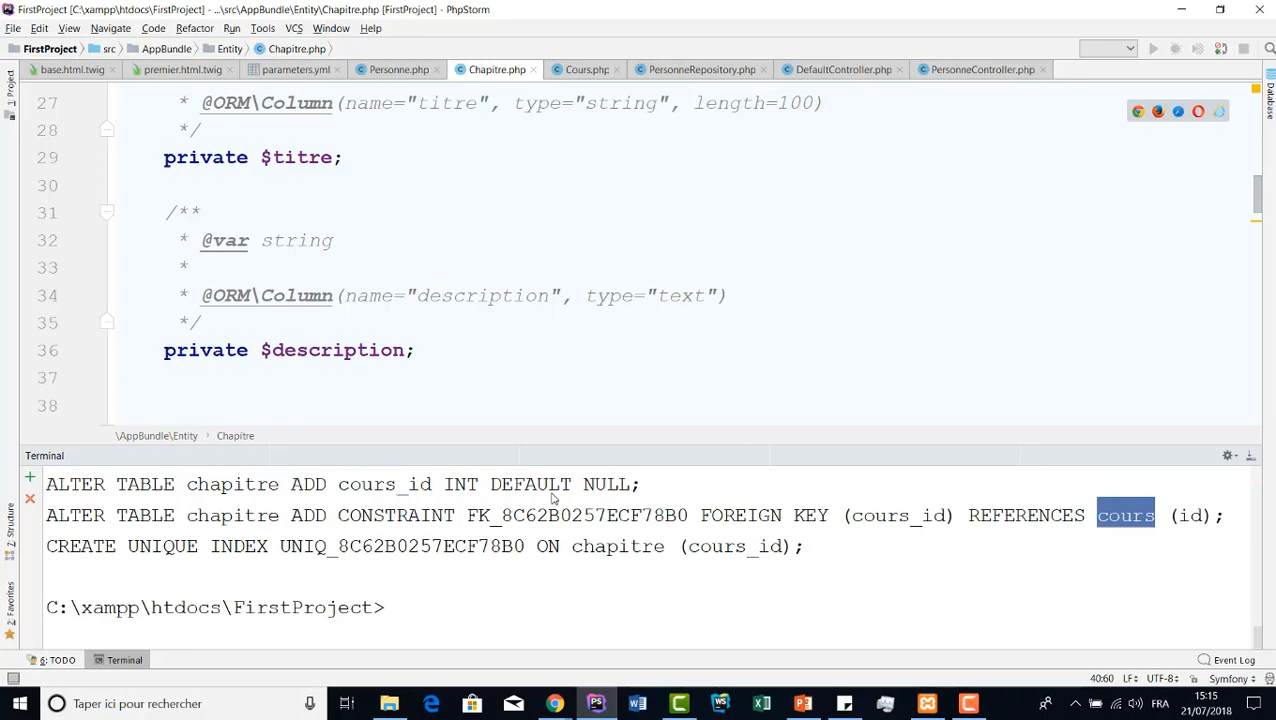 FirstProject [C:\xampp\htdocs\FirstProject] - ...\src\AppBundle\Entity\Chapitre.php [FirstProject] - PhpStorm
File Edit View Navigate Code Refactor Run Tools VCS Window Help
FirstProject src AppBundle Entity Chapitre.php
base.html.twig premier.html.twig parameters.yml Personne.php Chapitre.php Cours.php PersonneRepository.php DefaultController.php PersonneController.php
1: Project
Database
27 * @ORM\Column(name="titre", type="string", length=100)
28 */
29 private $titre;
30
31 /**
32 * @var string
33 *
34 * @ORM\Column(name="description", type="text")
35 */
36 private $description;
37
38
\AppBundle\Entity Chapitre
Terminal
ALTER TABLE chapitre ADD cours_id INT DEFAULT NULL;
ALTER TABLE chapitre ADD CONSTRAINT FK_8C62B0257ECF78B0 FOREIGN KEY (cours_id) REFERENCES cours (id);
CREATE UNIQUE INDEX UNIQ_8C62B0257ECF78B0 ON chapitre (cours_id);
C:\xampp\htdocs\FirstProject>
Z: Structure
2: Favorites
6: TODO Terminal Event Log
40:60 LF÷ UTF-8÷ Symfony÷
Taper ici pour rechercher
FRA
15:15
21/07/2018